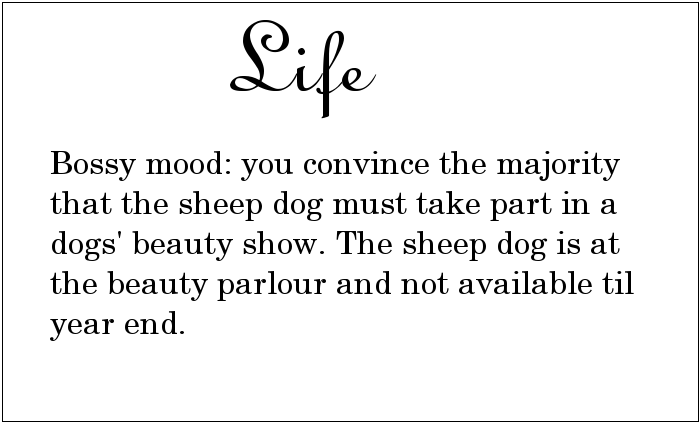 Life
Bossy mood: you convince the majority
that the sheep dog must take part in a
dogs' beauty show. The sheep dog is at
the beauty parlour and not available til
year end.